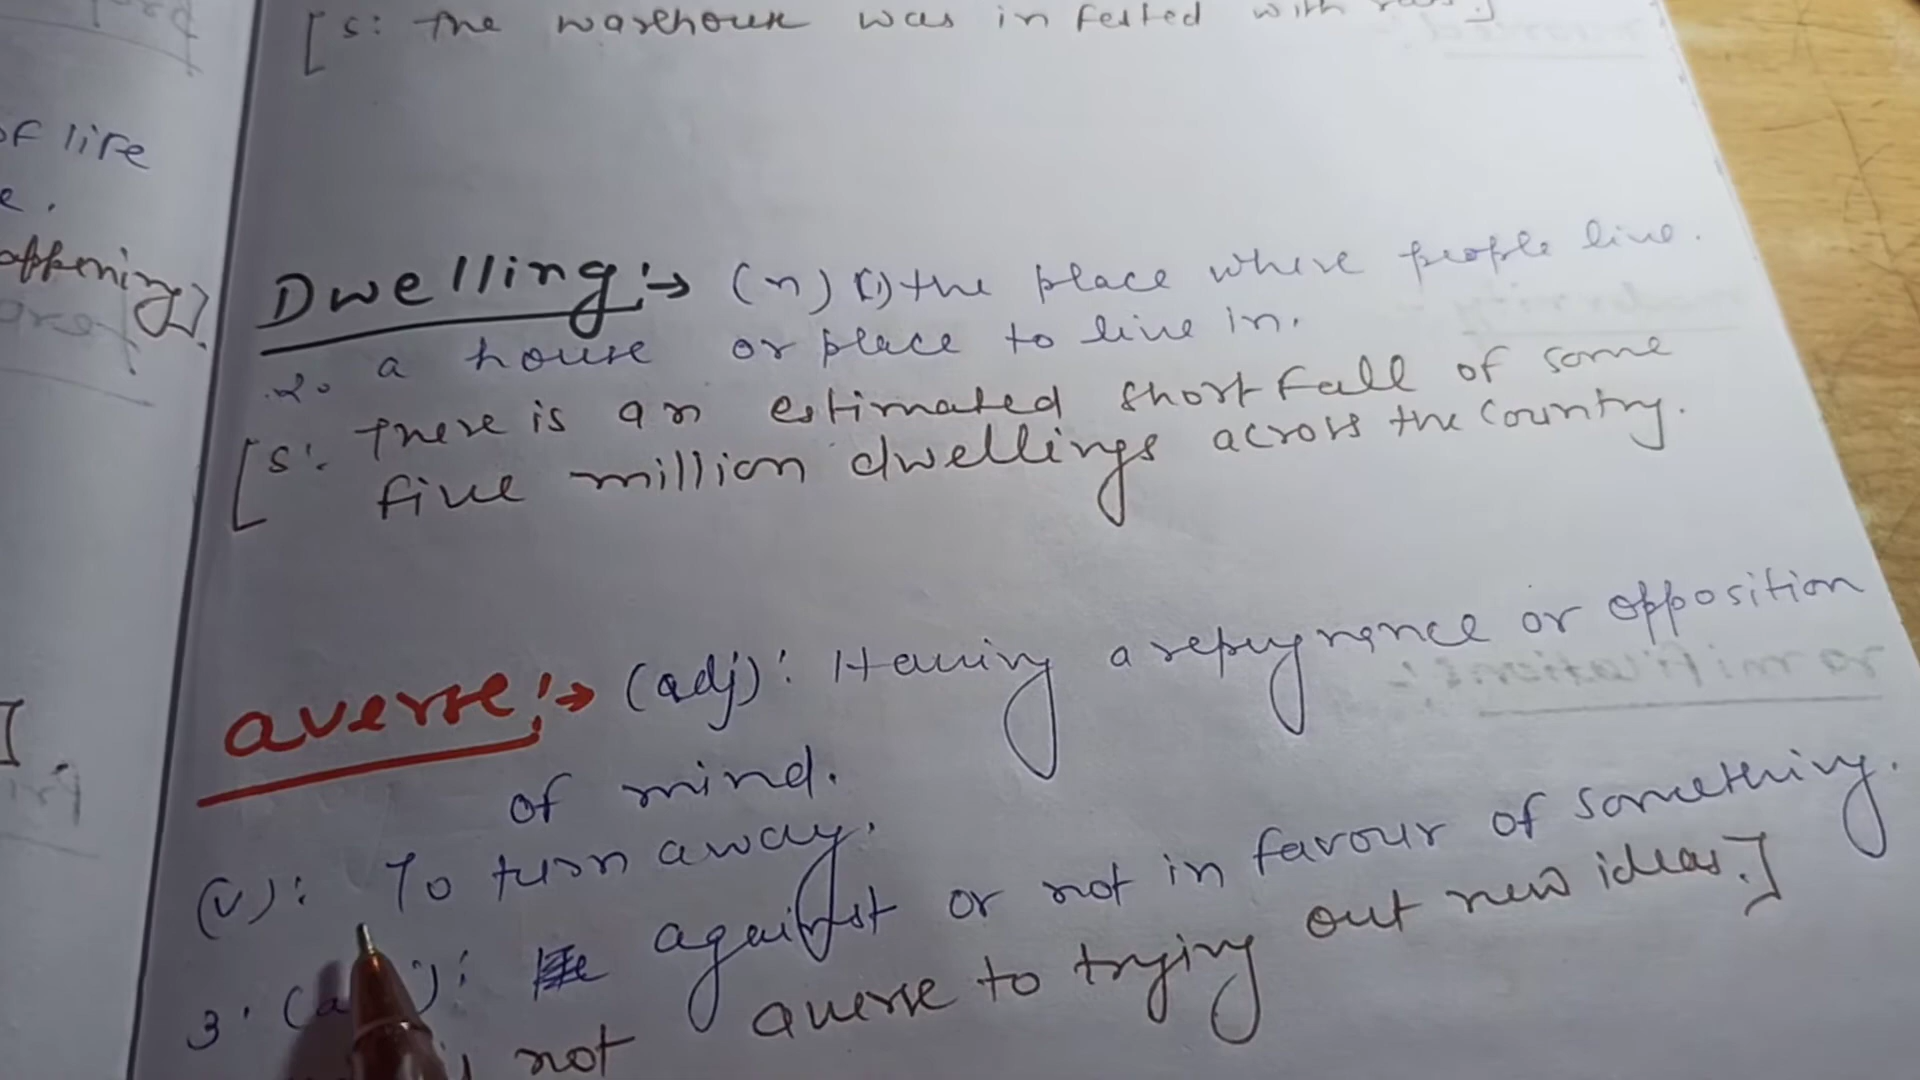 of life
e.
appening].
[S: The warehouse was infested with rats.]
Dwelling:→ (n) (1) the place where people live.
2. a house or place to live in.
[S: There is an estimated shortfall of some
five million dwellings across the country.
averse:→ (adj): Having a repugnance or opposition
of mind.
(v): To turn away.
3. (a j): against or not in favour of something.
not averse to trying out new ideas.]
]